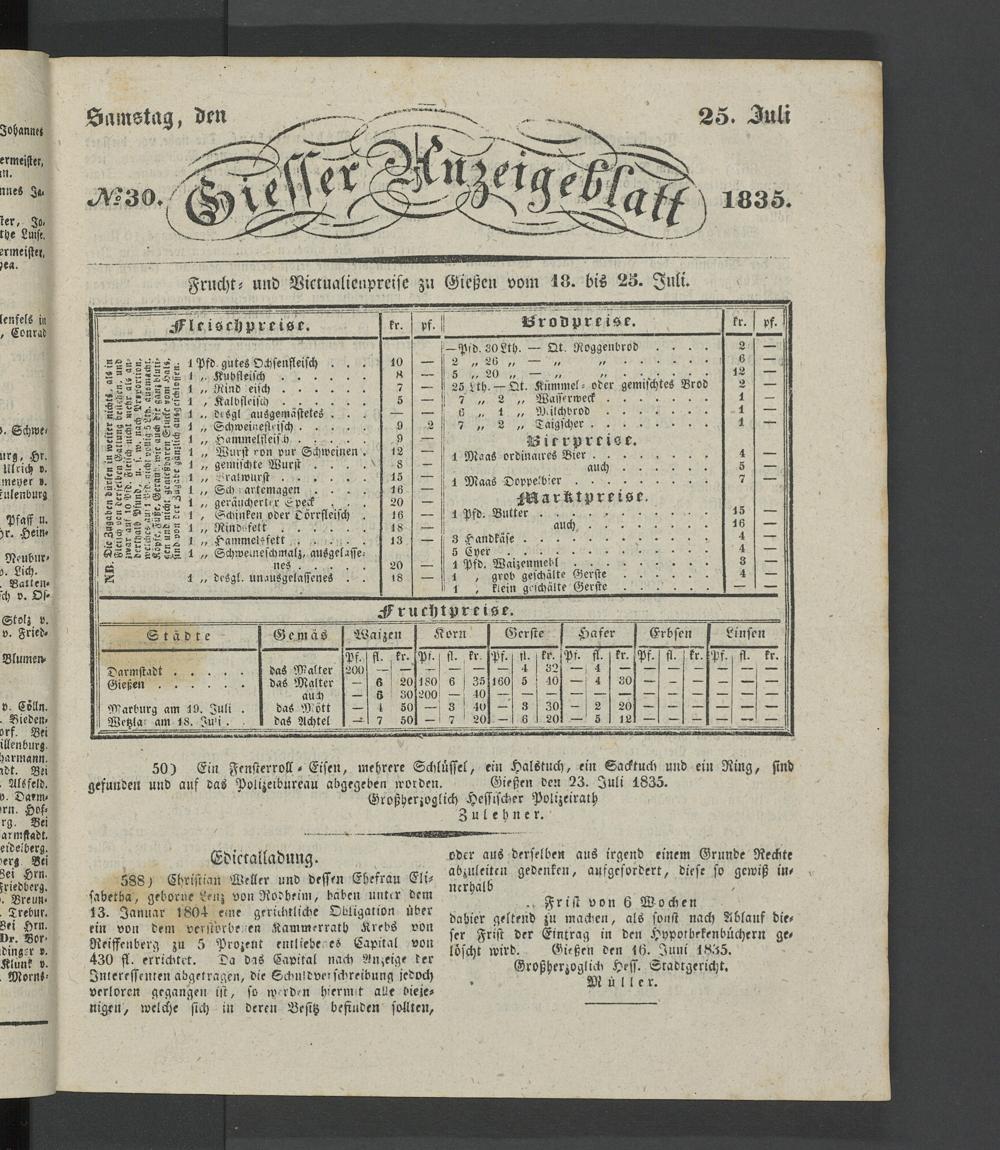 Samstag, den 25. Juli
№ 30. Giesser Anzeigeblatt 1835.
Frucht- und Victualienpreise zu Gießen vom 18. bis 25. Juli.
Fleischpreise. kr. pf.
1 Pfd. gutes Ochsenfleisch . . . 10 —
1 „ Kuhfleisch . . . . . . 8 —
1 „ Rind eisch . . . . . . 7 —
1 „ Kalbfleisch . . . . . . 5 —
1 „ desgl ausgemästetes . . . — —
1 „ Schweinefleisch . . . . . 9 2
1 „ Hammelfleisch . . . . . 9 —
1 „ Wurst von pur Schweinen . 12 —
1 „ gemischte Wurst . . . . 8 —
1 „ Bratwurst . . . . . . 15 —
1 „ Schwartemagen . . . . 16 —
1 „ geräucherter Speck . . . 20 —
1 „ Schinken oder Dörrfleisch . 16 —
1 „ Rindsfett . . . . . . 18 —
1 „ Hammelsfett . . . . . 13 —
1 „ Schweineschmalz, ausgelasse-
nes . . . . 20 —
1 „ desgl. unausgelassenes . . 18 —
Brodpreise. kr. pf.
— Pfd. 30 Lth. — Qt. Roggenbrod . . . . . 2 —
2 „ 26 „ — „ „ . . . . . 6 —
5 „ 20 „ — „ „ . . . . . 12 —
25 Lth. — Qt. Kümmel- oder gemischtes Brod 2 —
7 „ 2 „ Wasserweck . . . . . . . 1 —
6 „ 1 „ Milchbrod . . . . . . . 1 —
7 „ 2 „ Taigscher . . . . . . . 1 —
Bierpreise.
1 Maas ordinaires Bier . . . . . . . . 4 —
auch . . . . . . . . 5 —
1 Maas Doppelbier . . . . . . . . . 7 —
Marktpreise.
1 Pfd. Butter . . . . . . . . . . . 15 —
auch . . . . . . . . . . 16 —
3 Handkäse . . . . . . . . . . . 4 —
5 Eyer . . . . . . . . . . . . 4 —
1 Pfd. Waizenmehl . . . . . . . . . 3 —
1 „ grob geschälte Gerste . . . . . . 4 —
1 „ klein geschälte Gerste . . . . . . — —
Fruchtpreise.
Städte Gemäs Waizen Korn Gerste Hafer Erbsen Linsen
Pf. fl. kr. Pf. fl. kr. Pf. fl. kr. Pf. fl. kr. Pf. fl. kr. Pf. fl. kr.
Darmstadt . . . . . das Malter 200 — — — — — — 4 32 — 4 — — — — — — —
Gießen . . . . . . das Malter — 6 20 180 6 35 160 5 40 — 4 30 — — — — — —
auch — 6 30 200 — 40 — — — — — — — — — — — —
Marburg am 19. Juli . das Mött — 4 50 — 3 40 — 3 30 — 2 20 — — — — — —
Wetzlar am 18. Juli . das Achtel — 7 50 — 7 20 — 6 20 — 5 12 — — — — — —
50) Ein Fensterroll-Eisen, mehrere Schlüssel, ein Halstuch, ein Sacktuch und ein Ring, sind
gefunden und auf das Polizeibureau abgegeben worden. Gießen den 23. Juli 1835.
Großherzoglich Hessischer Polizeirath
Zulehner.
Edictalladung.
588) Christian Weller und dessen Ehefrau Eli-
sabetha, geborne Lenz von Rodheim, haben unter dem
13. Januar 1804 eine gerichtliche Obligation über
ein von dem verstorbenen Kammerrath Krebs von
Reiffenberg zu 5 Prozent entliehenes Capital von
430 fl. errichtet. Da das Capital nach Anzeige der
Interessenten abgetragen, die Schuldverschreibung jedoch
verloren gegangen ist, so werden hiermit alle dieje-
nigen, welche sich in deren Besitz befinden sollten,
oder aus derselben aus irgend einem Grunde Rechte
abzuleiten gedenken, aufgefordert, diese so gewiß in-
nerhalb
Frist von 6 Wochen
dahier geltend zu machen, als sonst nach Ablauf die-
ser Frist der Eintrag in den Hypothekenbüchern ge-
löscht wird. Gießen den 16. Juni 1835.
Großherzoglich Hess. Stadtgericht,
Müller.